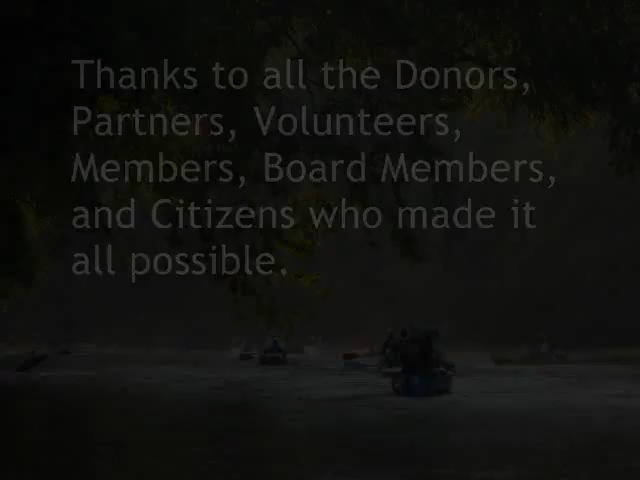 Thanks to all the Donors,
Partners, Volunteers,
Members, Board Members,
and Citizens who made it
all possible.